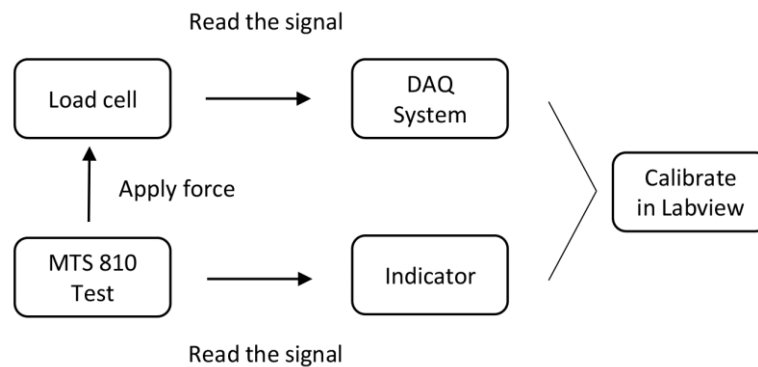 Read the signal
Load cell
DAQ
System
Apply force
Calibrate
in Labview
MTS 810
Test
Indicator
Read the signal